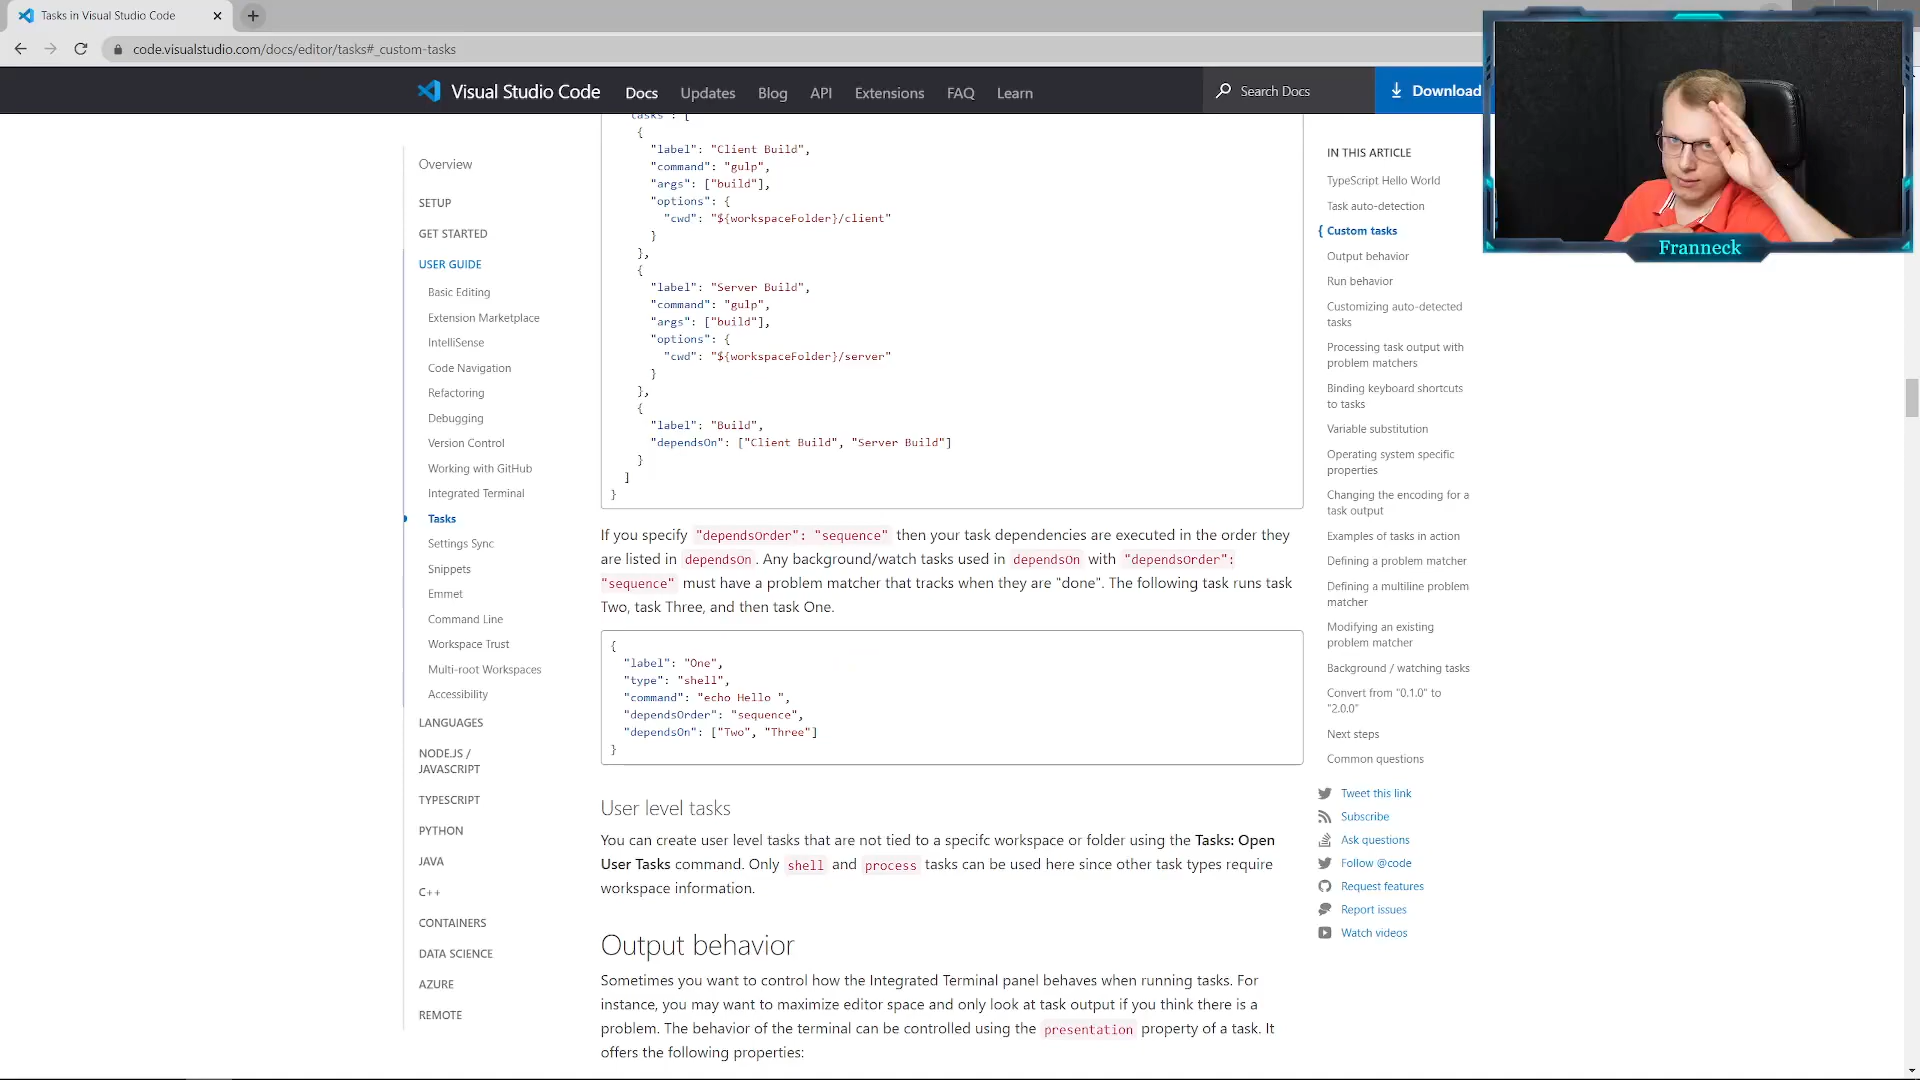 Tasks in Visual Studio Code
code.visualstudio.com/docs/editor/tasks#_custom-tasks
Visual Studio Code
Docs
Updates
Blog
API
Extensions
FAQ
Learn
Search Docs
Download
Franneck
Overview
SETUP
GET STARTED
USER GUIDE
Basic Editing
Extension Marketplace
IntelliSense
Code Navigation
Refactoring
Debugging
Version Control
Working with GitHub
Integrated Terminal
Tasks
Settings Sync
Snippets
Emmet
Command Line
Workspace Trust
Multi-root Workspaces
Accessibility
LANGUAGES
NODE.JS /
JAVASCRIPT
TYPESCRIPT
PYTHON
JAVA
C++
CONTAINERS
DATA SCIENCE
AZURE
REMOTE
"tasks": [
{
"label": "Client Build",
"command": "gulp",
"args": ["build"],
"options": {
"cwd": "${workspaceFolder}/client"
}
},
{
"label": "Server Build",
"command": "gulp",
"args": ["build"],
"options": {
"cwd": "${workspaceFolder}/server"
}
},
{
"label": "Build",
"dependsOn": ["Client Build", "Server Build"]
}
]
}
If you specify "dependsOrder": "sequence" then your task dependencies are executed in the order they
are listed in dependsOn. Any background/watch tasks used in dependsOn with "dependsOrder":
"sequence" must have a problem matcher that tracks when they are "done". The following task runs task
Two, task Three, and then task One.
{
"label": "One",
"type": "shell",
"command": "echo Hello ",
"dependsOrder": "sequence",
"dependsOn": ["Two", "Three"]
}
User level tasks
You can create user level tasks that are not tied to a specifc workspace or folder using the Tasks: Open
User Tasks command. Only shell and process tasks can be used here since other task types require
workspace information.
Output behavior
Sometimes you want to control how the Integrated Terminal panel behaves when running tasks. For
instance, you may want to maximize editor space and only look at task output if you think there is a
problem. The behavior of the terminal can be controlled using the presentation property of a task. It
offers the following properties:
IN THIS ARTICLE
TypeScript Hello World
Task auto-detection
{ Custom tasks
Output behavior
Run behavior
Customizing auto-detected
tasks
Processing task output with
problem matchers
Binding keyboard shortcuts
to tasks
Variable substitution
Operating system specific
properties
Changing the encoding for a
task output
Examples of tasks in action
Defining a problem matcher
Defining a multiline problem
matcher
Modifying an existing
problem matcher
Background / watching tasks
Convert from "0.1.0" to
"2.0.0"
Next steps
Common questions
Tweet this link
Subscribe
Ask questions
Follow @code
Request features
Report issues
Watch videos